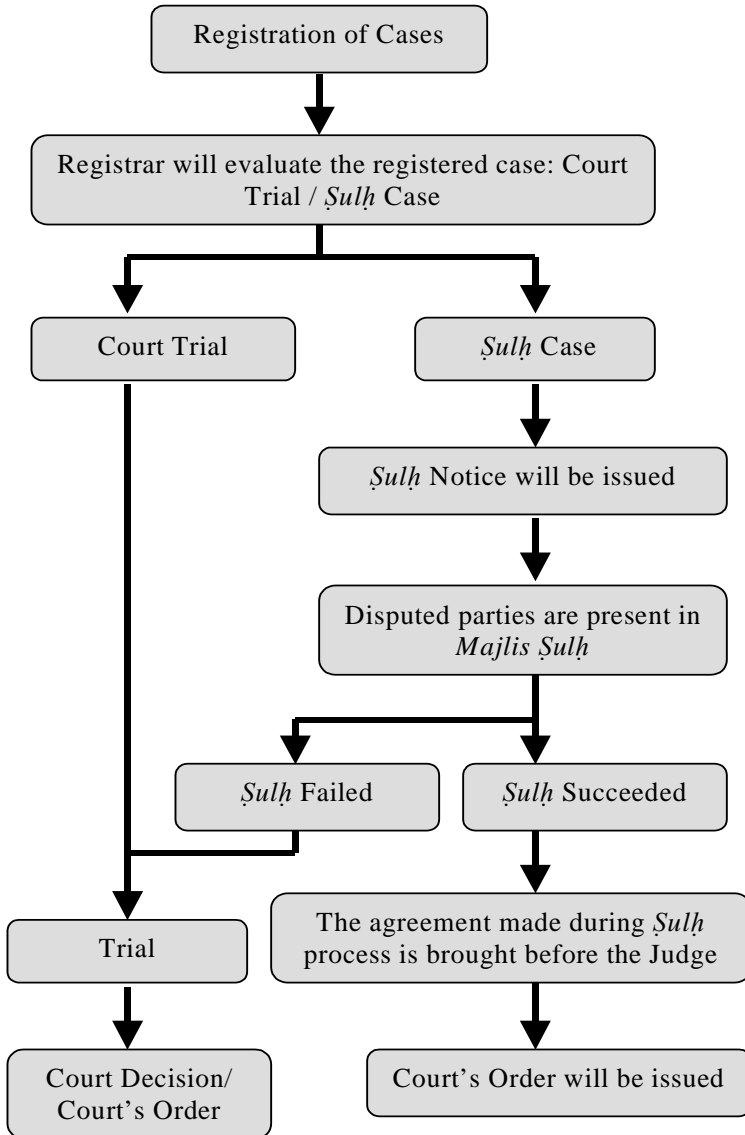 Registration of Cases
Registrar will evaluate the registered case: Court
Trial / Ṣulḥ Case
Court Trial
Ṣulḥ Case
Ṣulḥ Notice will be issued
Disputed parties are present in
Majlis Ṣulḥ
Ṣulḥ Failed
Ṣulḥ Succeeded
The agreement made during Ṣulḥ
process is brought before the Judge
Trial
Court Decision/
Court’s Order
Court’s Order will be issued